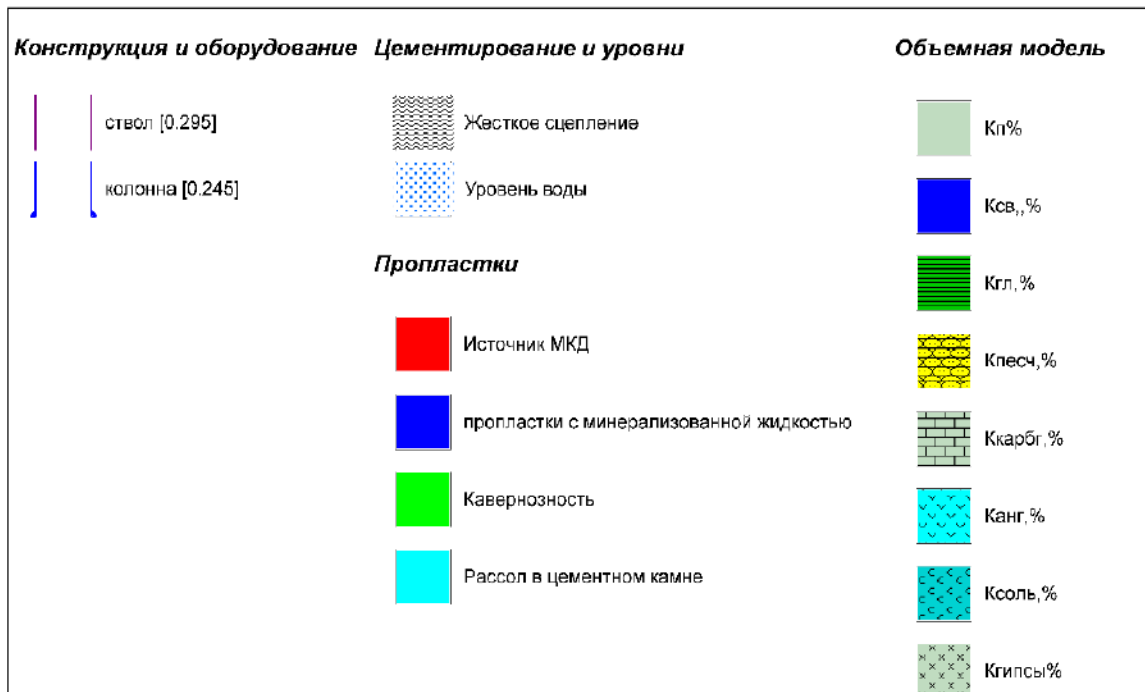 Конструкция и оборудование
ствол [0.295]
колонна [0.245]
Цементирование и уровни
Жесткое сцепление
Уровень воды
Пропластки
Источник МКД
пропластки с минерализованной жидкостью
Кавернозность
Рассол в цементном камне
Объемная модель
Кп%
Ксв,,%
Кгл,%
Кпесч,%
Ккарбг,%
Канг,%
Ксоль,%
Кгипсы%